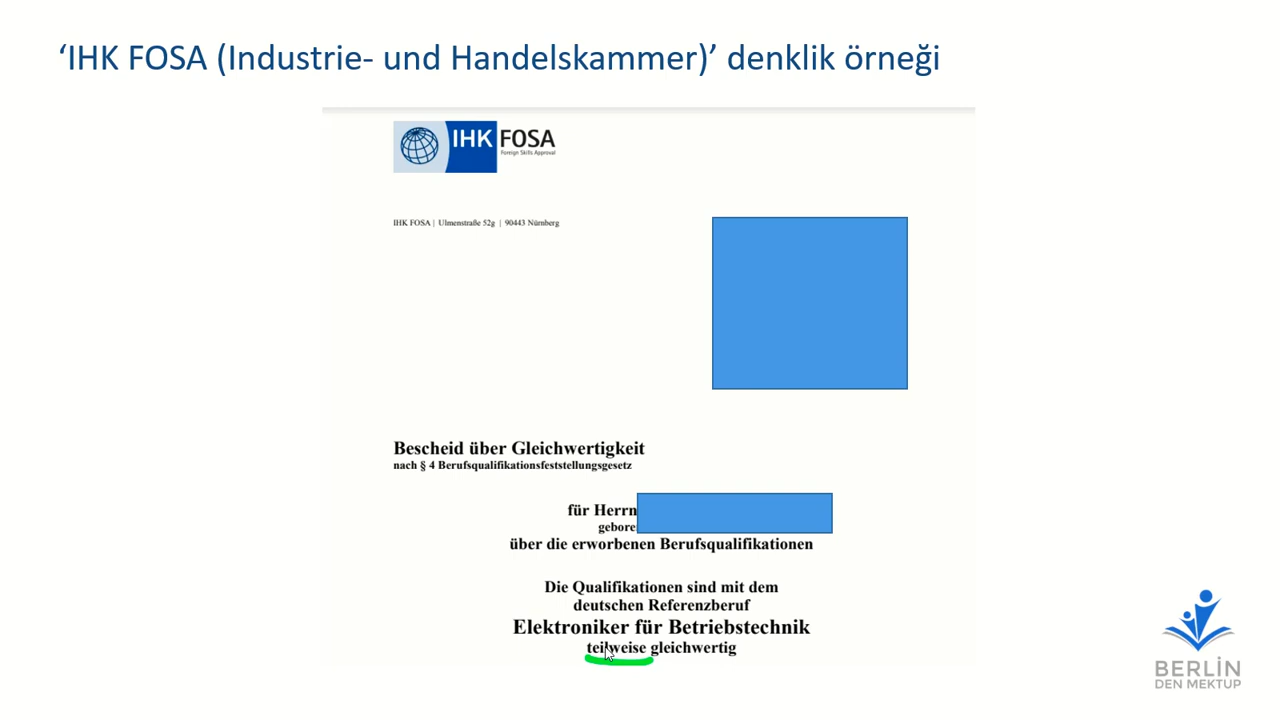 ‘IHK FOSA (Industrie- und Handelskammer)’ denklik örneği
IHK FOSA
Foreign Skills Approval
IHK FOSA | Ulmenstraße 52g | 90443 Nürnberg
Bescheid über Gleichwertigkeit
nach § 4 Berufsqualifikationsfeststellungsgesetz
für Herrn
gebore
über die erworbenen Berufsqualifikationen
Die Qualifikationen sind mit dem
deutschen Referenzberuf
Elektroniker für Betriebstechnik
teilweise gleichwertig
BERLİN
DEN MEKTUP